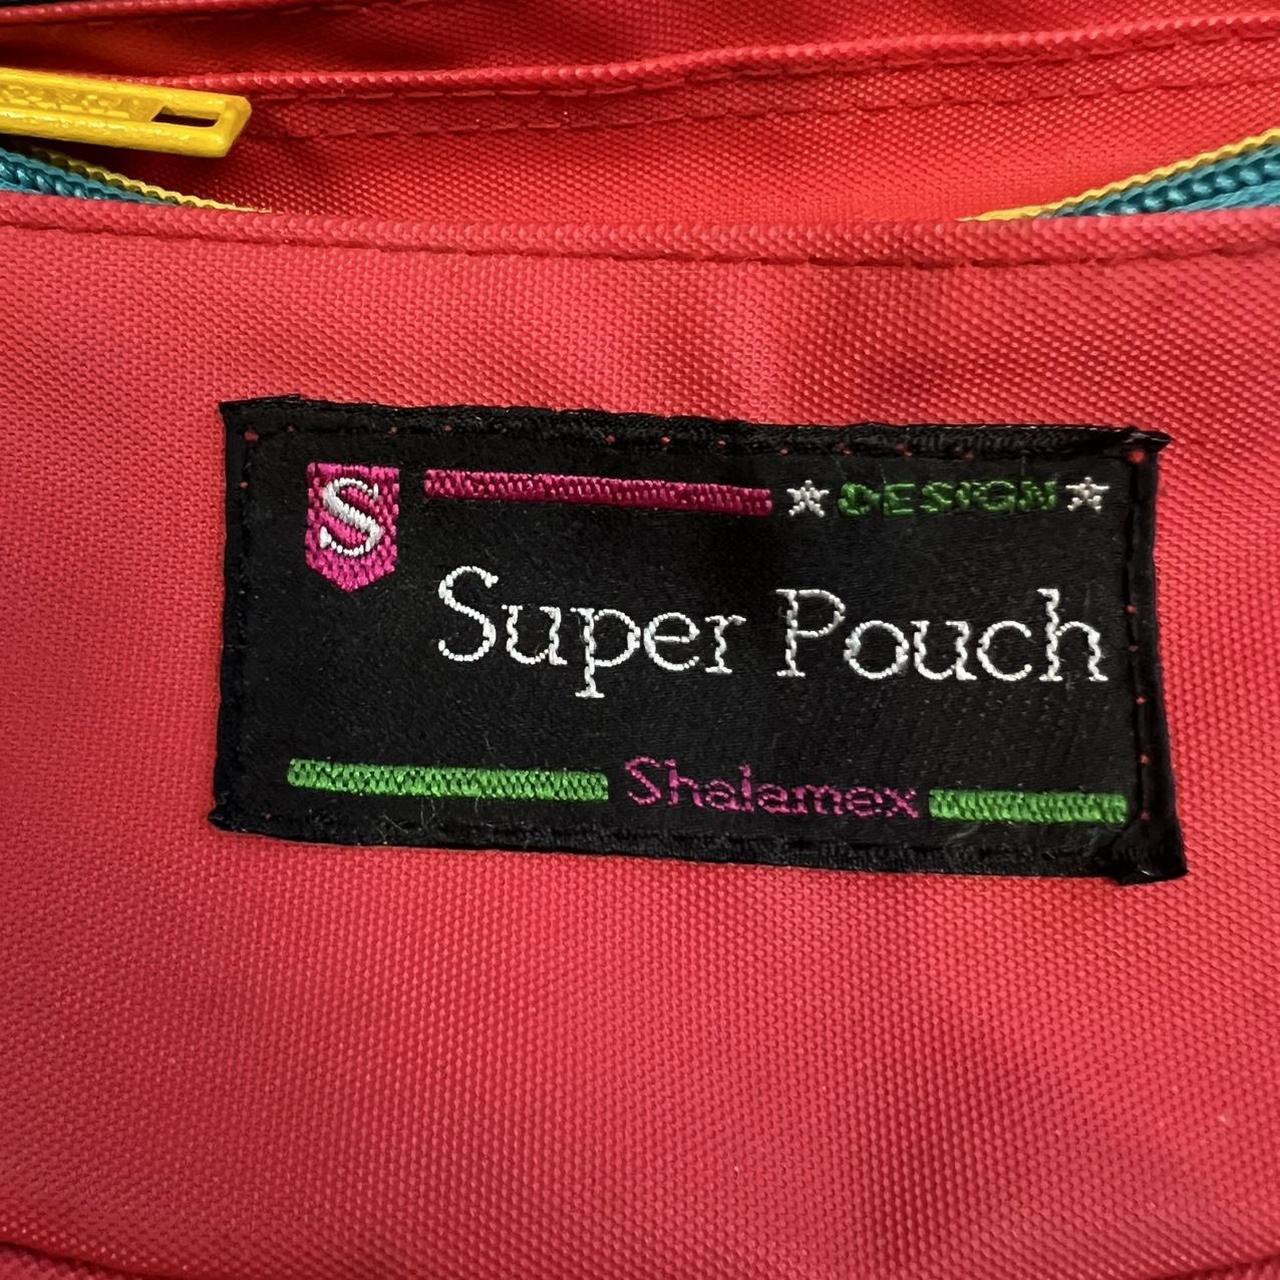 S
☆DESIGN☆
Super Pouch
Shalamex